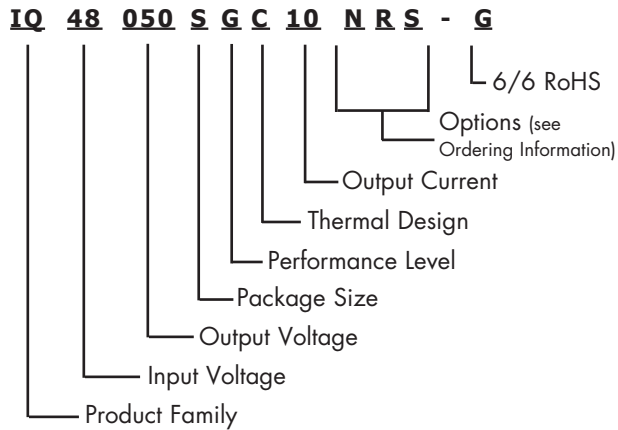 IQ 48 050 S G C 10 N R S - G
6/6 RoHS
Options (see
Ordering Information)
Output Current
Thermal Design
Performance Level
Package Size
Output Voltage
Input Voltage
Product Family